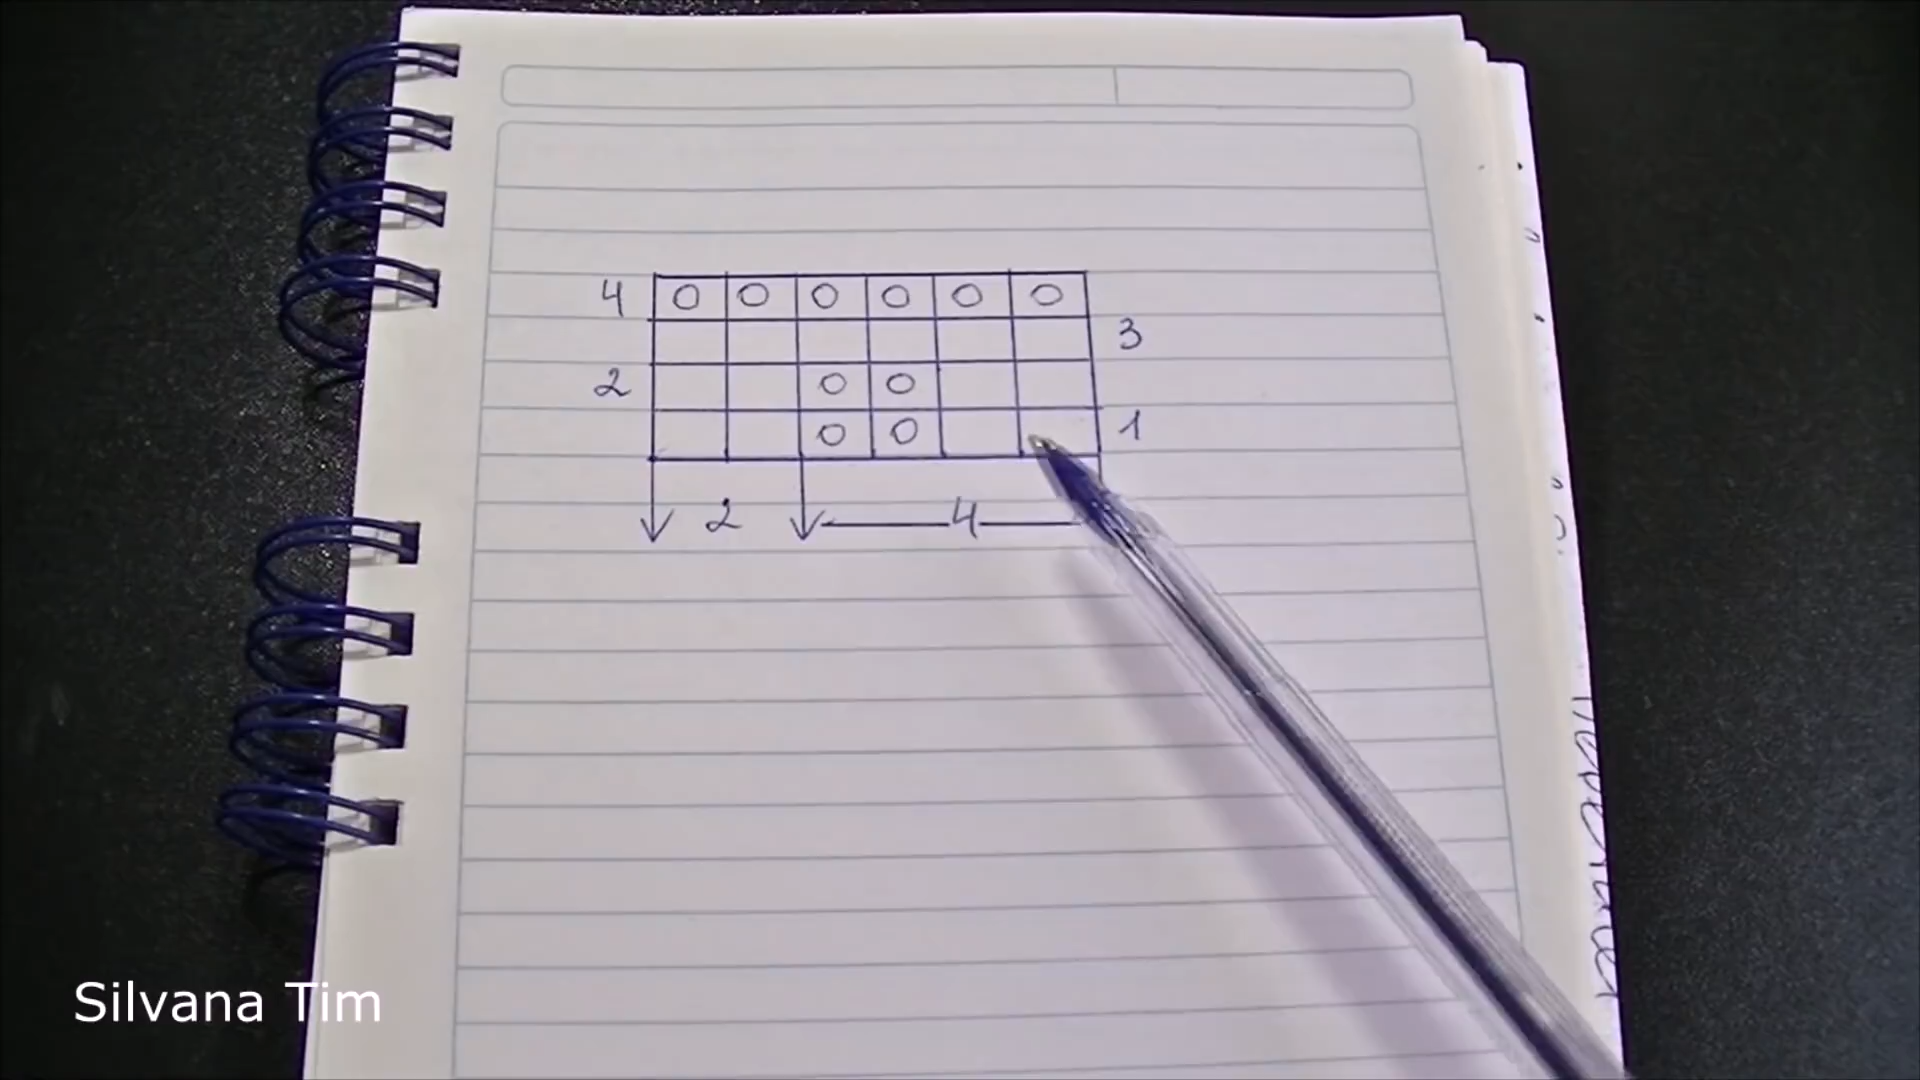 4 O O O O O O
3
2 O O
O O 1
2 4
Silvana Tim